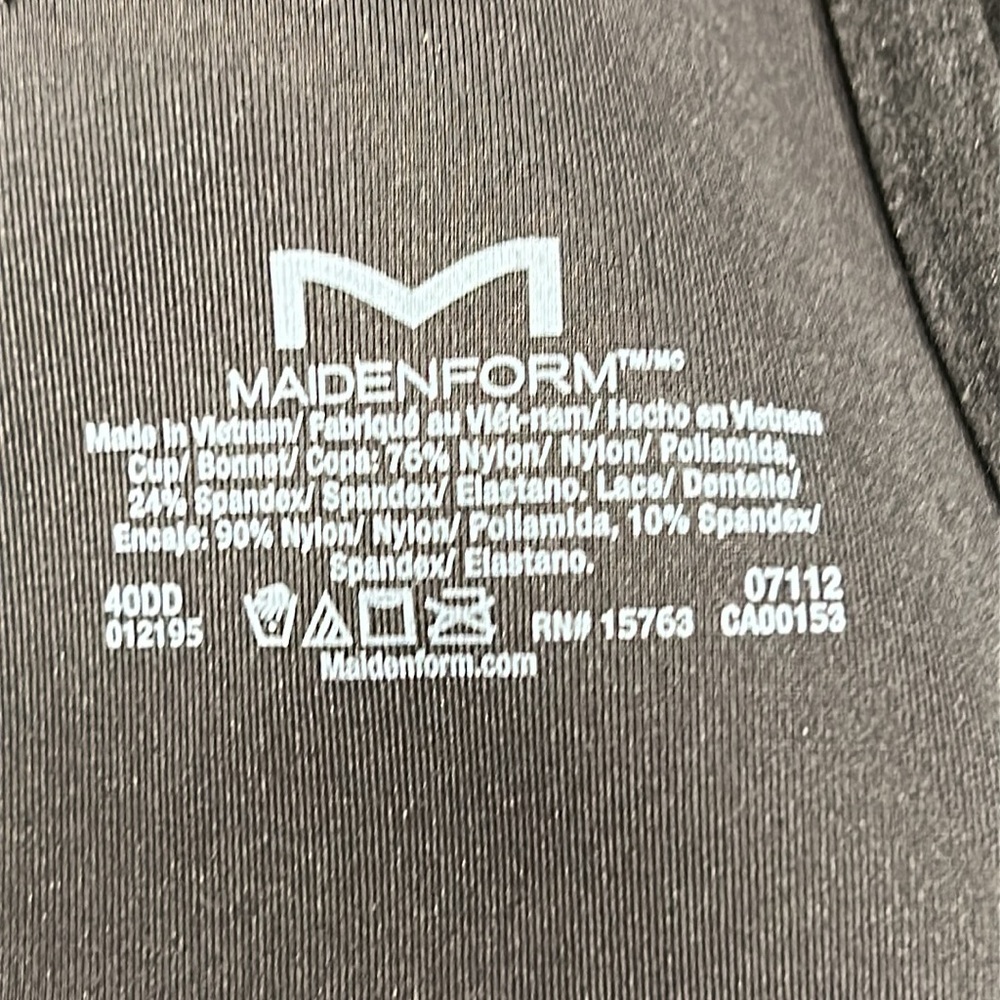 MAIDENFORM™/MC
Made in Vietnam/ Fabriqué au Viêt-nam/ Hecho en Vietnam
Cup/ Bonnet/ Copa: 76% Nylon/ Nylon/ Poliamida,
24% Spandex/ Spandex/ Elastano. Lace/ Dentelle/
Encaje: 90% Nylon/ Nylon/ Poliamida, 10% Spandex/
Spandex/ Elastano.
40DD 07112
012195 RN# 15763 CA00153
Maidenform.com